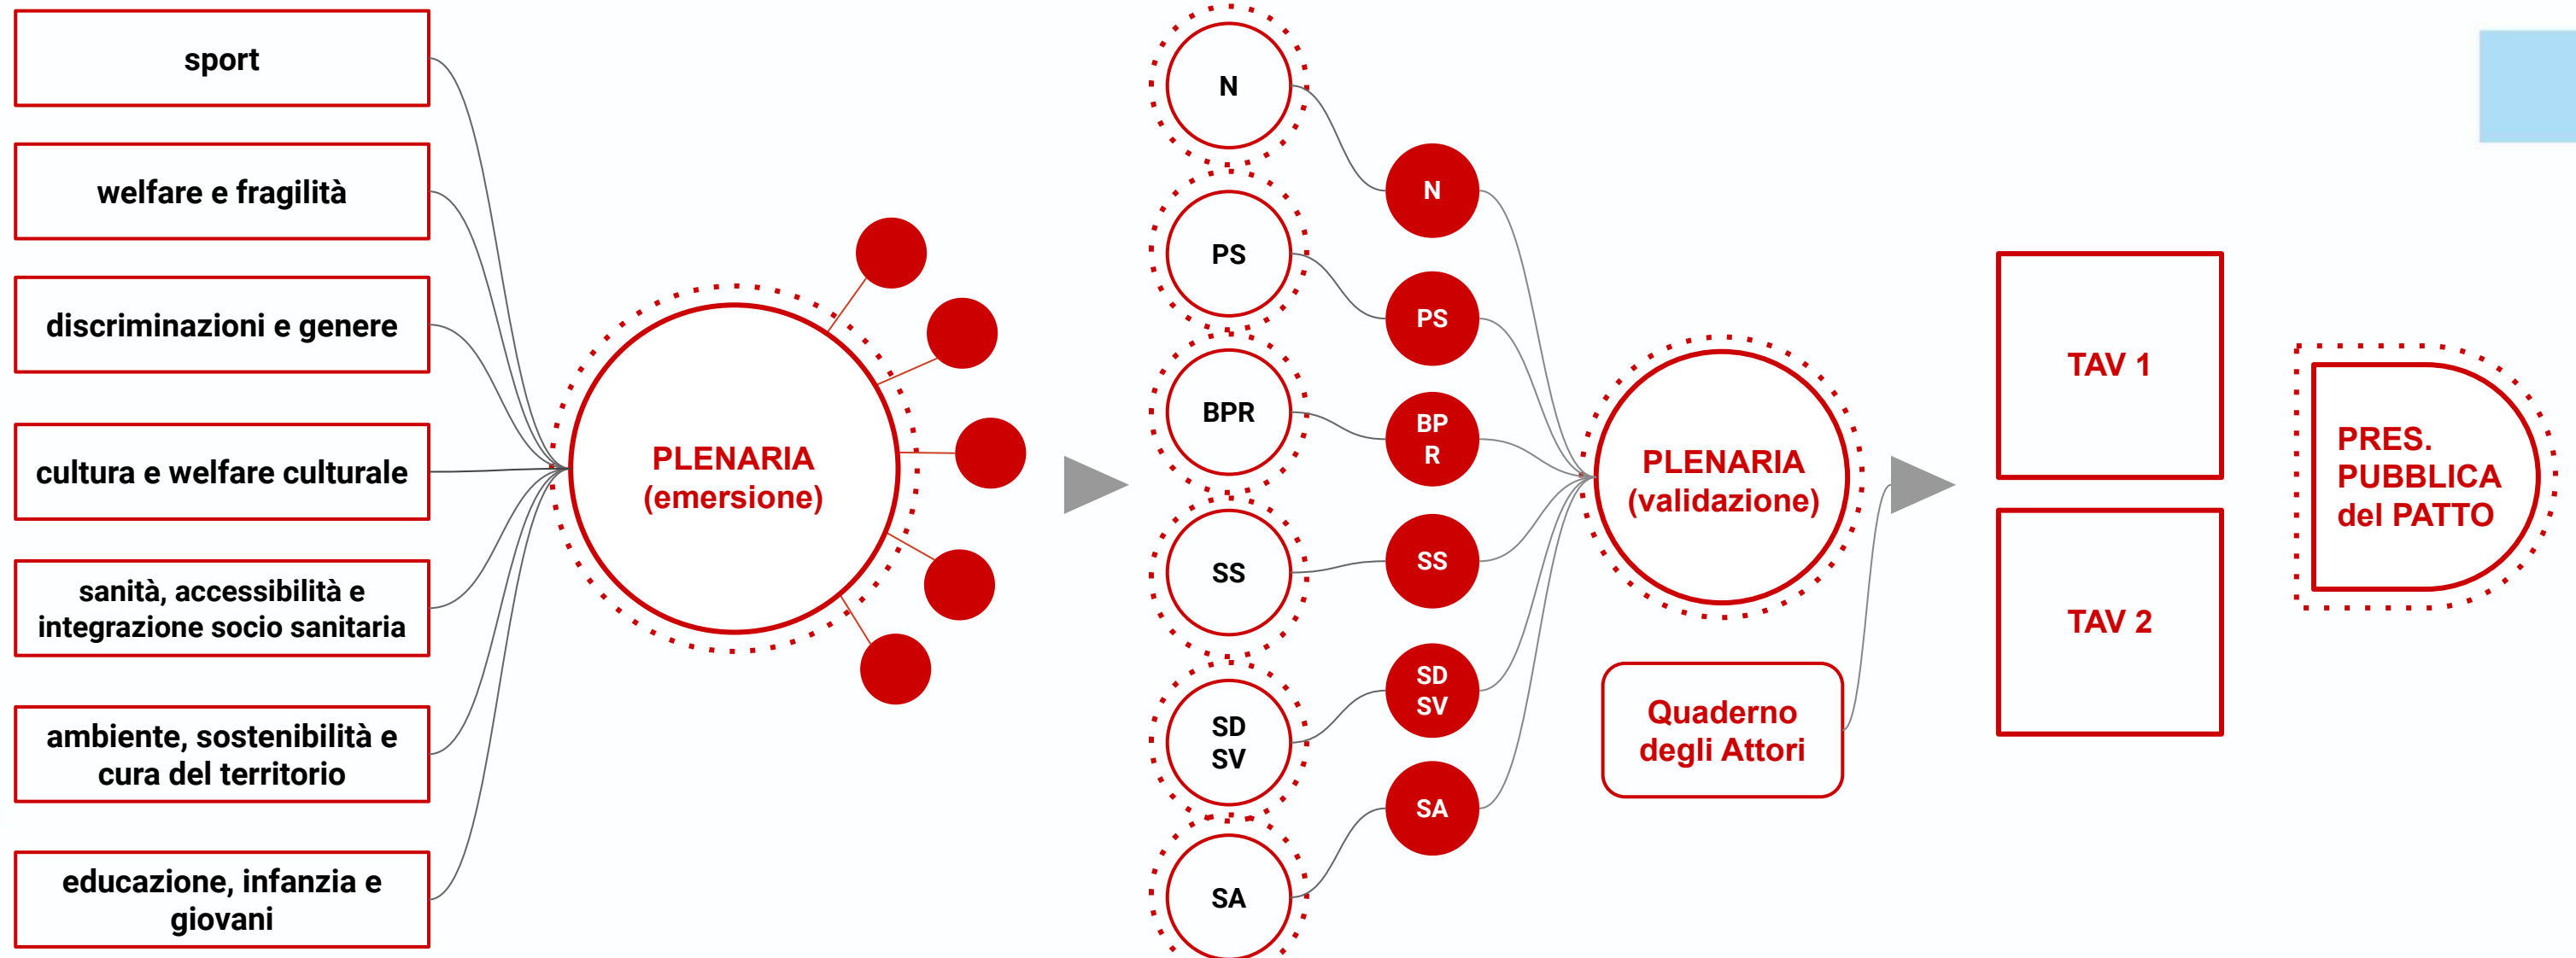 sport
welfare e fragilità
discriminazioni e genere
cultura e welfare culturale
sanità, accessibilità e
integrazione socio sanitaria
ambiente, sostenibilità e
cura del territorio
educazione, infanzia e
giovani
PLENARIA
(emersione)
N
PS
BPR
SS
SD
SV
SA
N
PS
BP
R
SS
SD
SV
SA
PLENARIA
(validazione)
Quaderno
degli Attori
TAV 1
TAV 2
PRES.
PUBBLICA
del PATTO